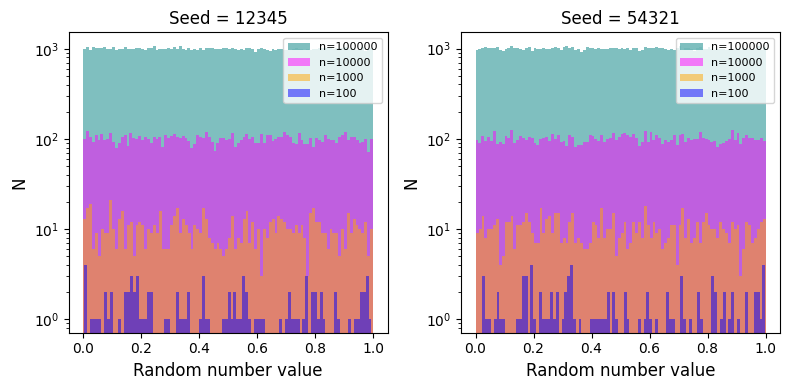 Seed = 12345
n=100000
n=10000
n=1000
n=100
10³
10²
10¹
10⁰
N
0.0 0.2 0.4 0.6 0.8 1.0
Random number value
Seed = 54321
n=100000
n=10000
n=1000
n=100
10³
10²
10¹
10⁰
N
0.0 0.2 0.4 0.6 0.8 1.0
Random number value